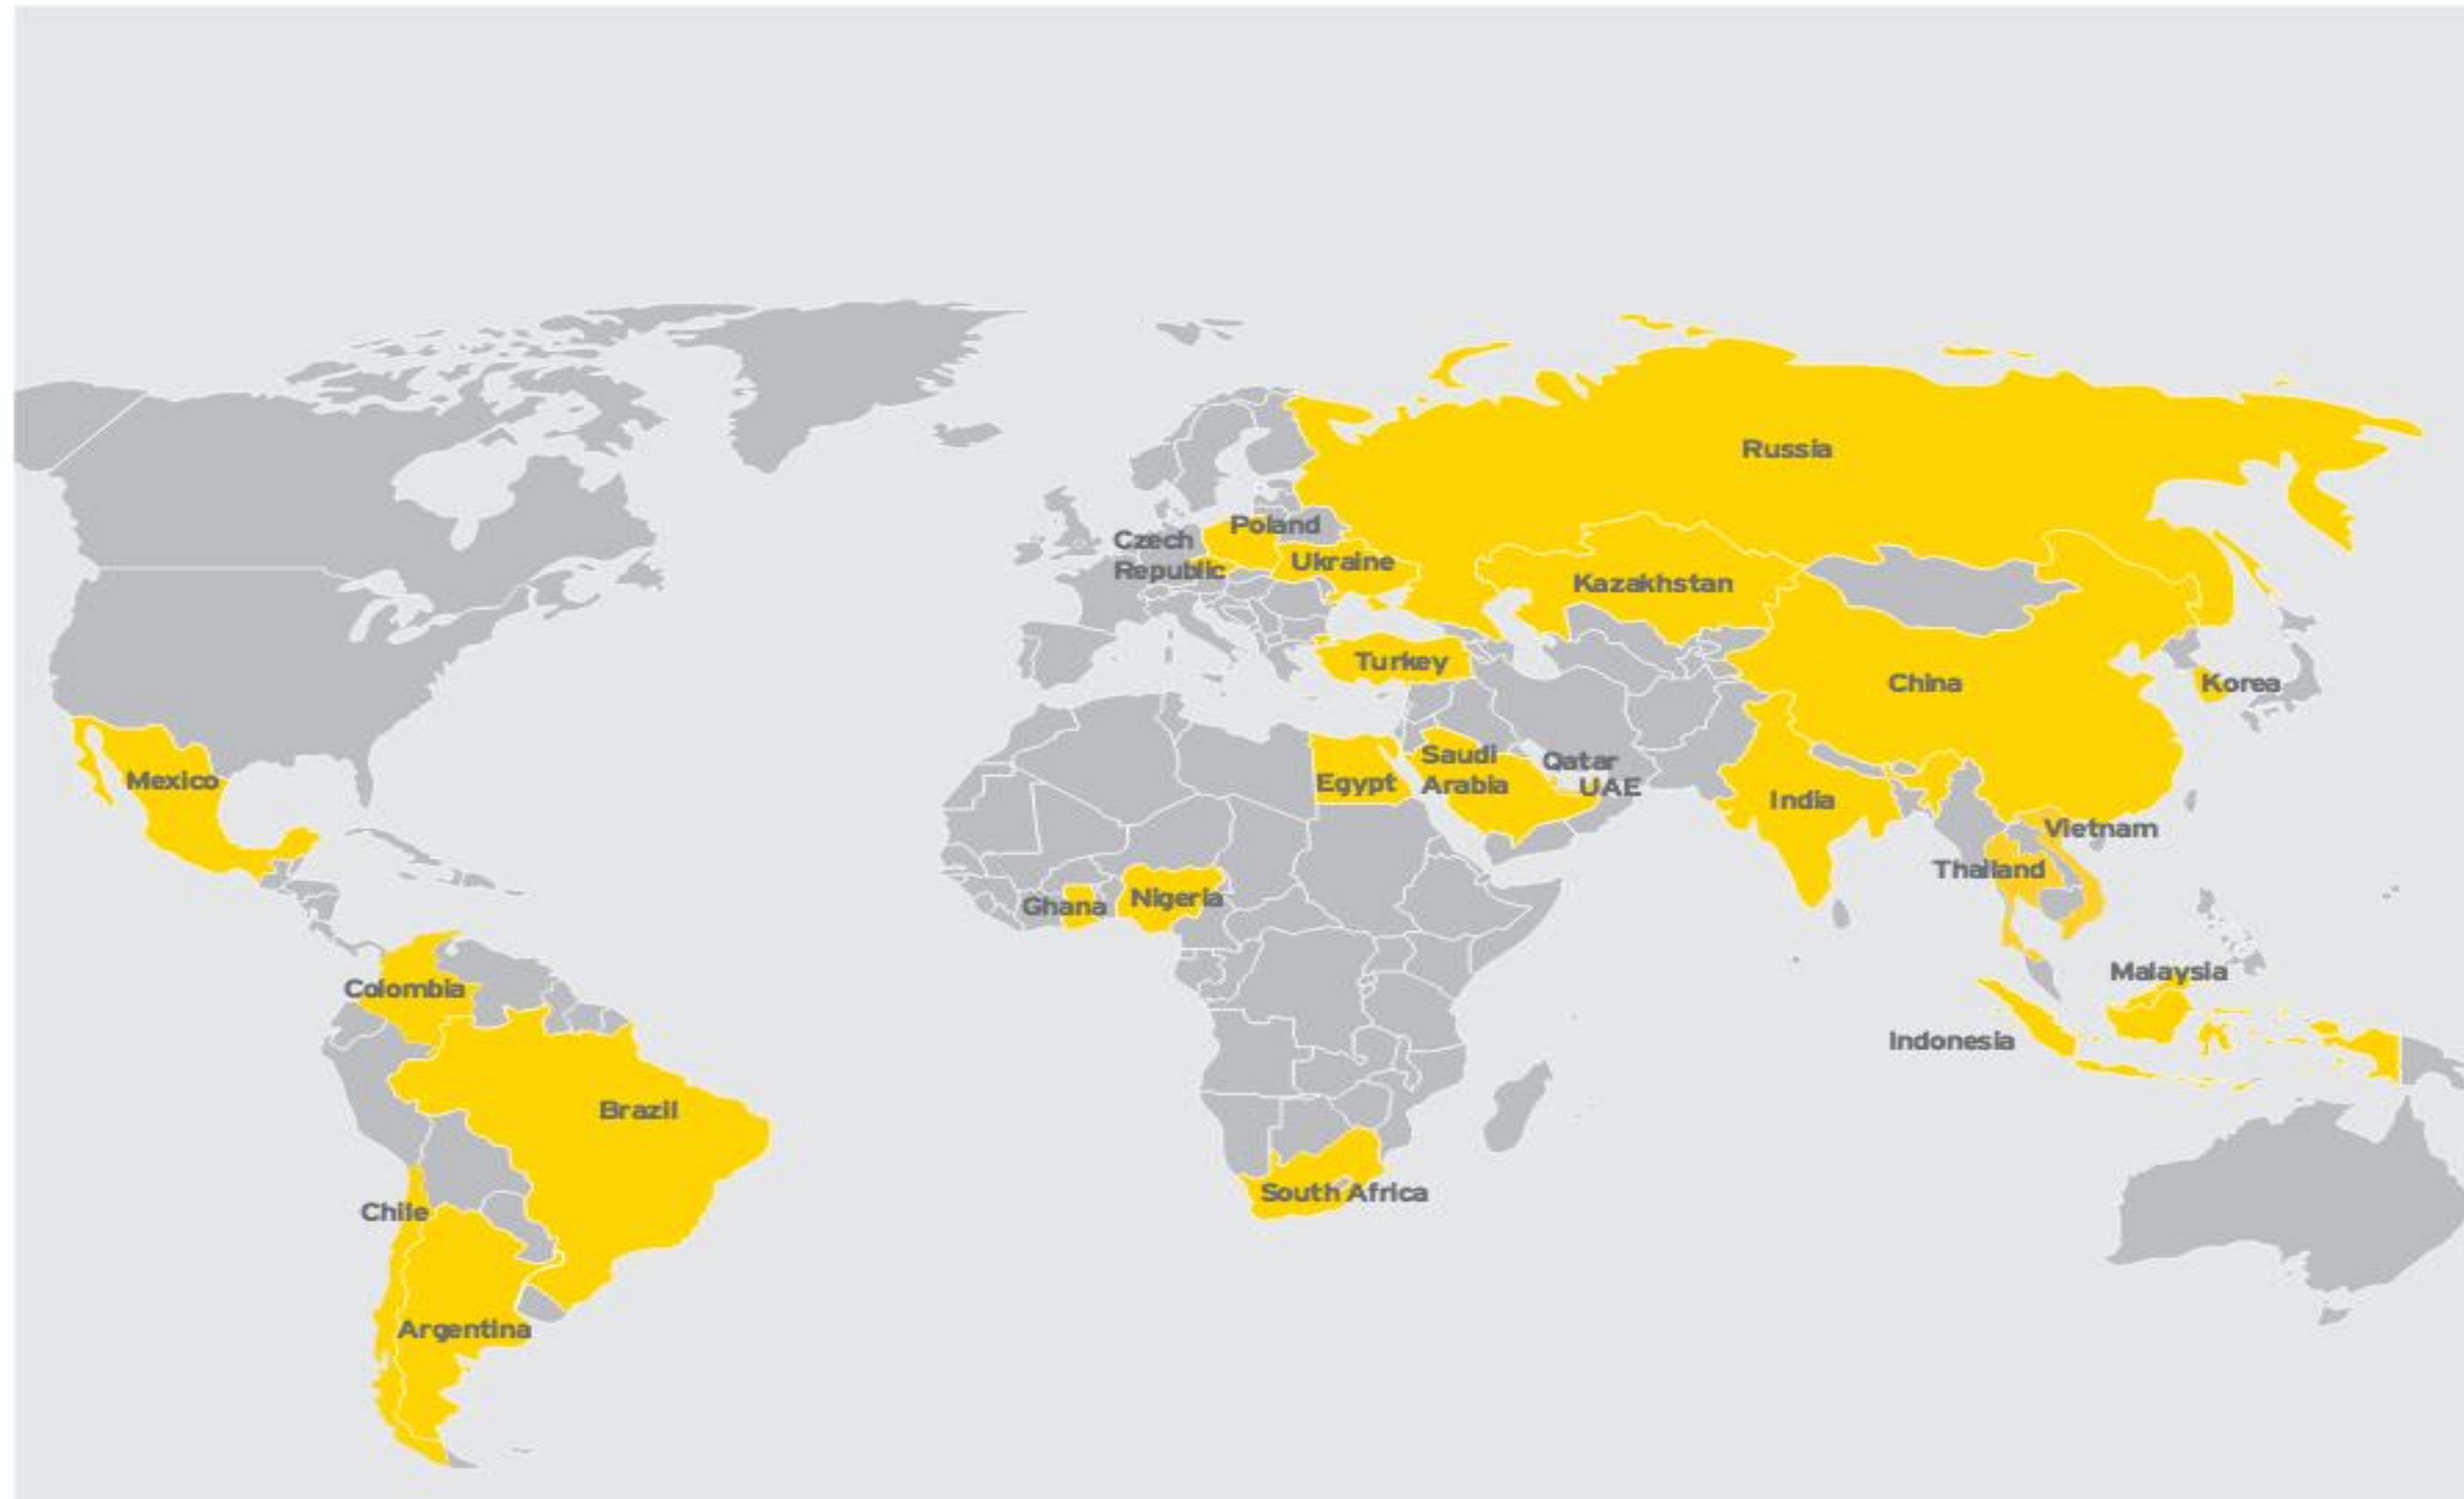 Russia
Poland
Czech
Republic
Ukraine
Kazakhstan
Turkey
China
Korea
Mexico
Egypt
Saudi
Arabia
Qatar
UAE
India
Vietnam
Thailand
Ghana
Nigeria
Malaysia
Colombia
Indonesia
Brazil
South Africa
Chile
Argentina